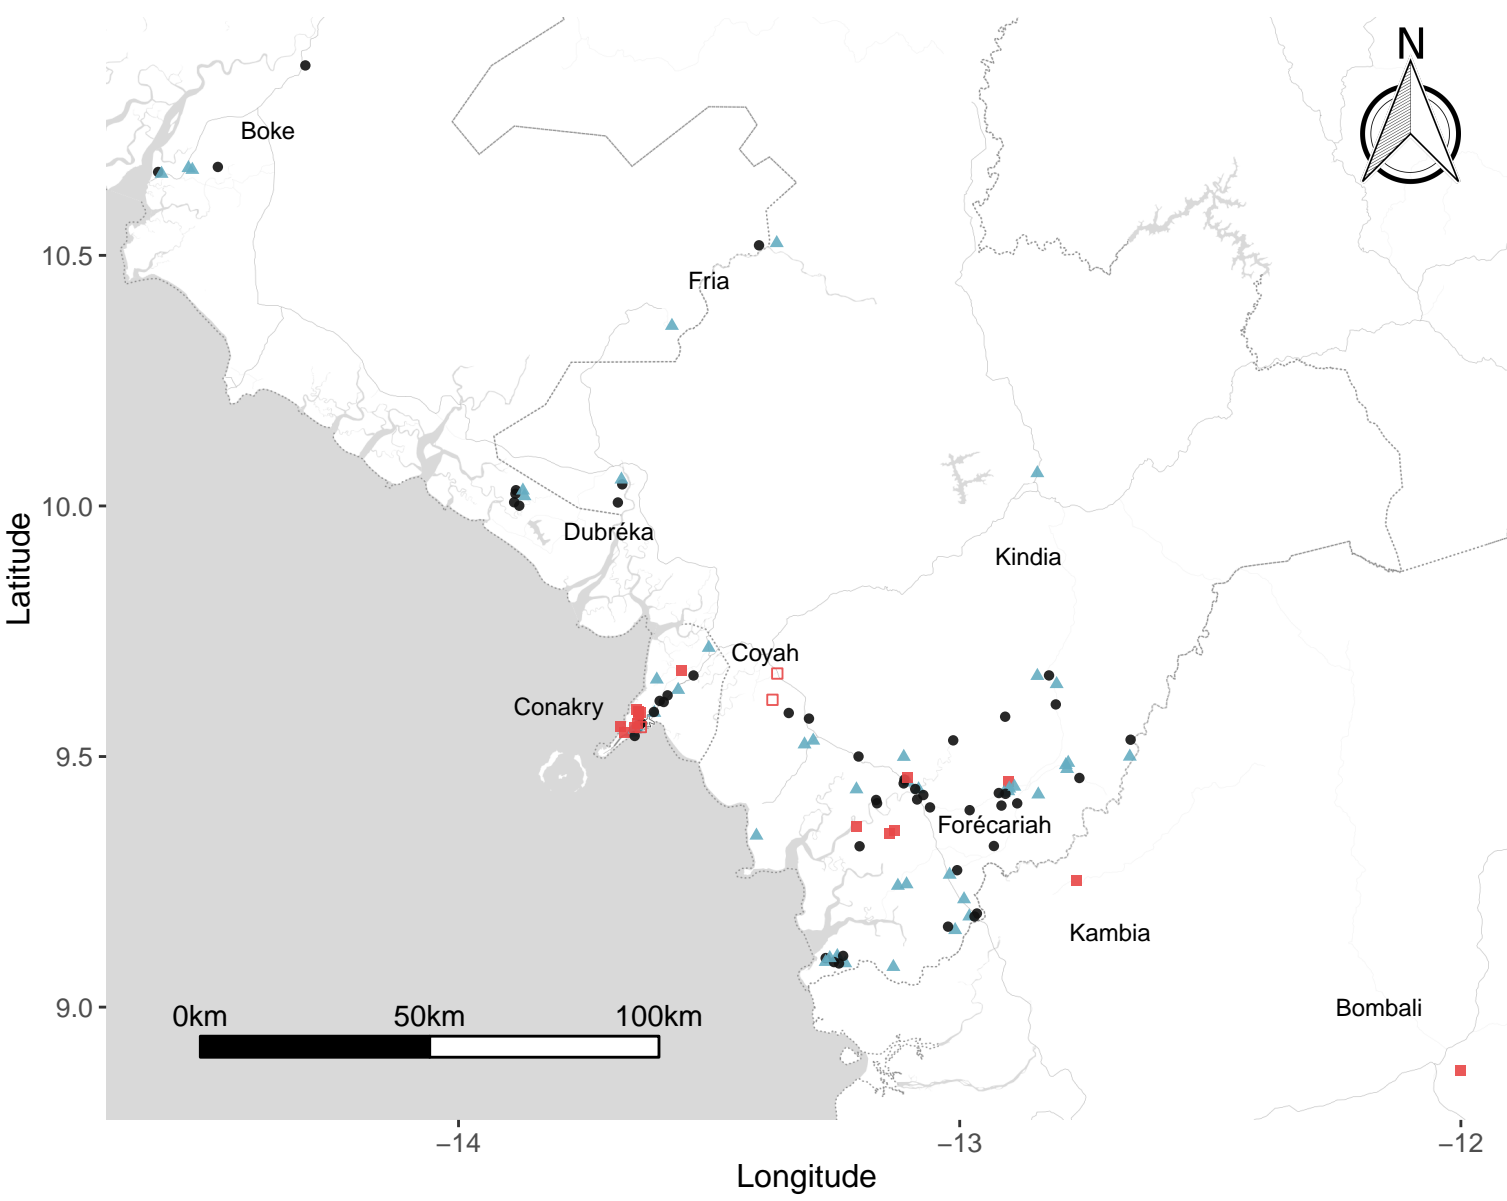 N
Boke
10.5
Fria
10.0
Dubréka
Kindia
Latitude
Coyah
Conakry
9.5
Forécariah
Kambia
9.0
Bombali
0km 50km 100km
−14 −13 −12
Longitude